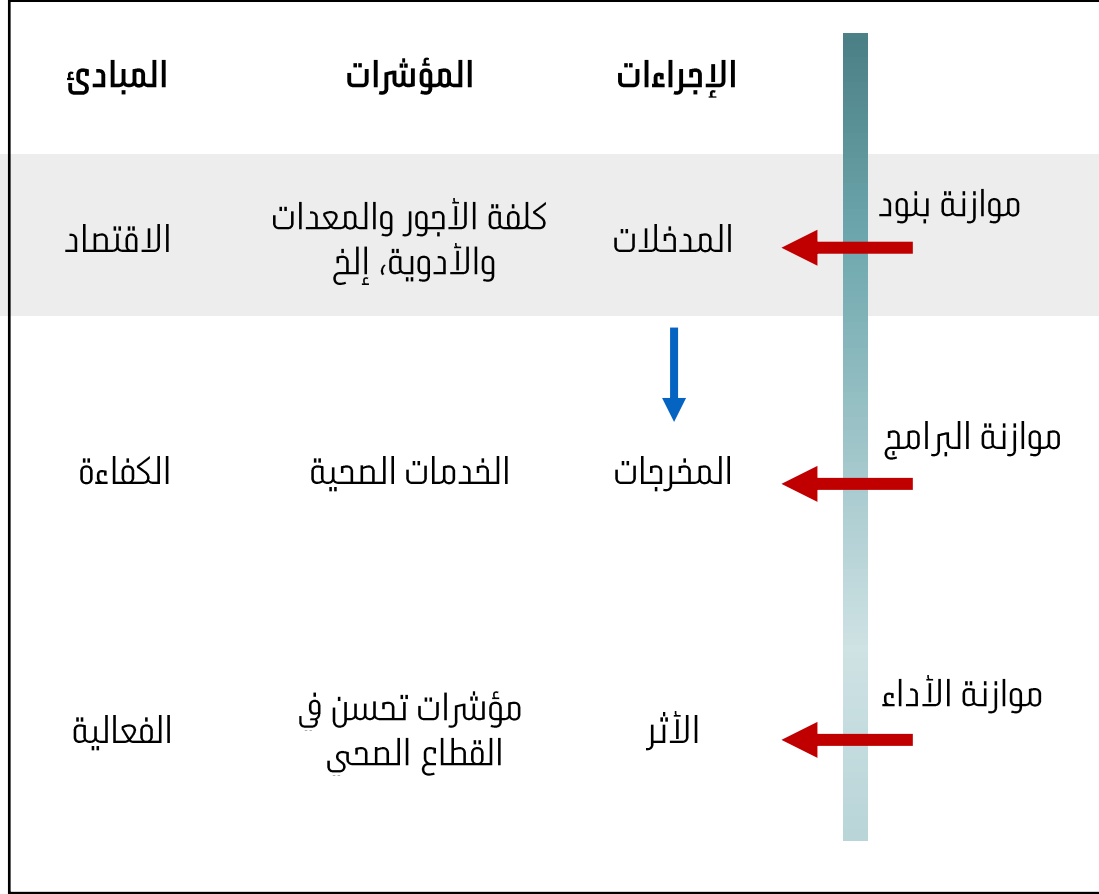 الإجراءات المؤشرات المبادئ
موازنة بنود
المدخلات
كلفة الأجور والمعدات
والأدوية، إلخ
الاقتصاد
موازنة البرامج
المخرجات
الخدمات الصحية
الكفاءة
موازنة الأداء
الأثر
مؤشرات تحسن في
القطاع الصحي
الفعالية